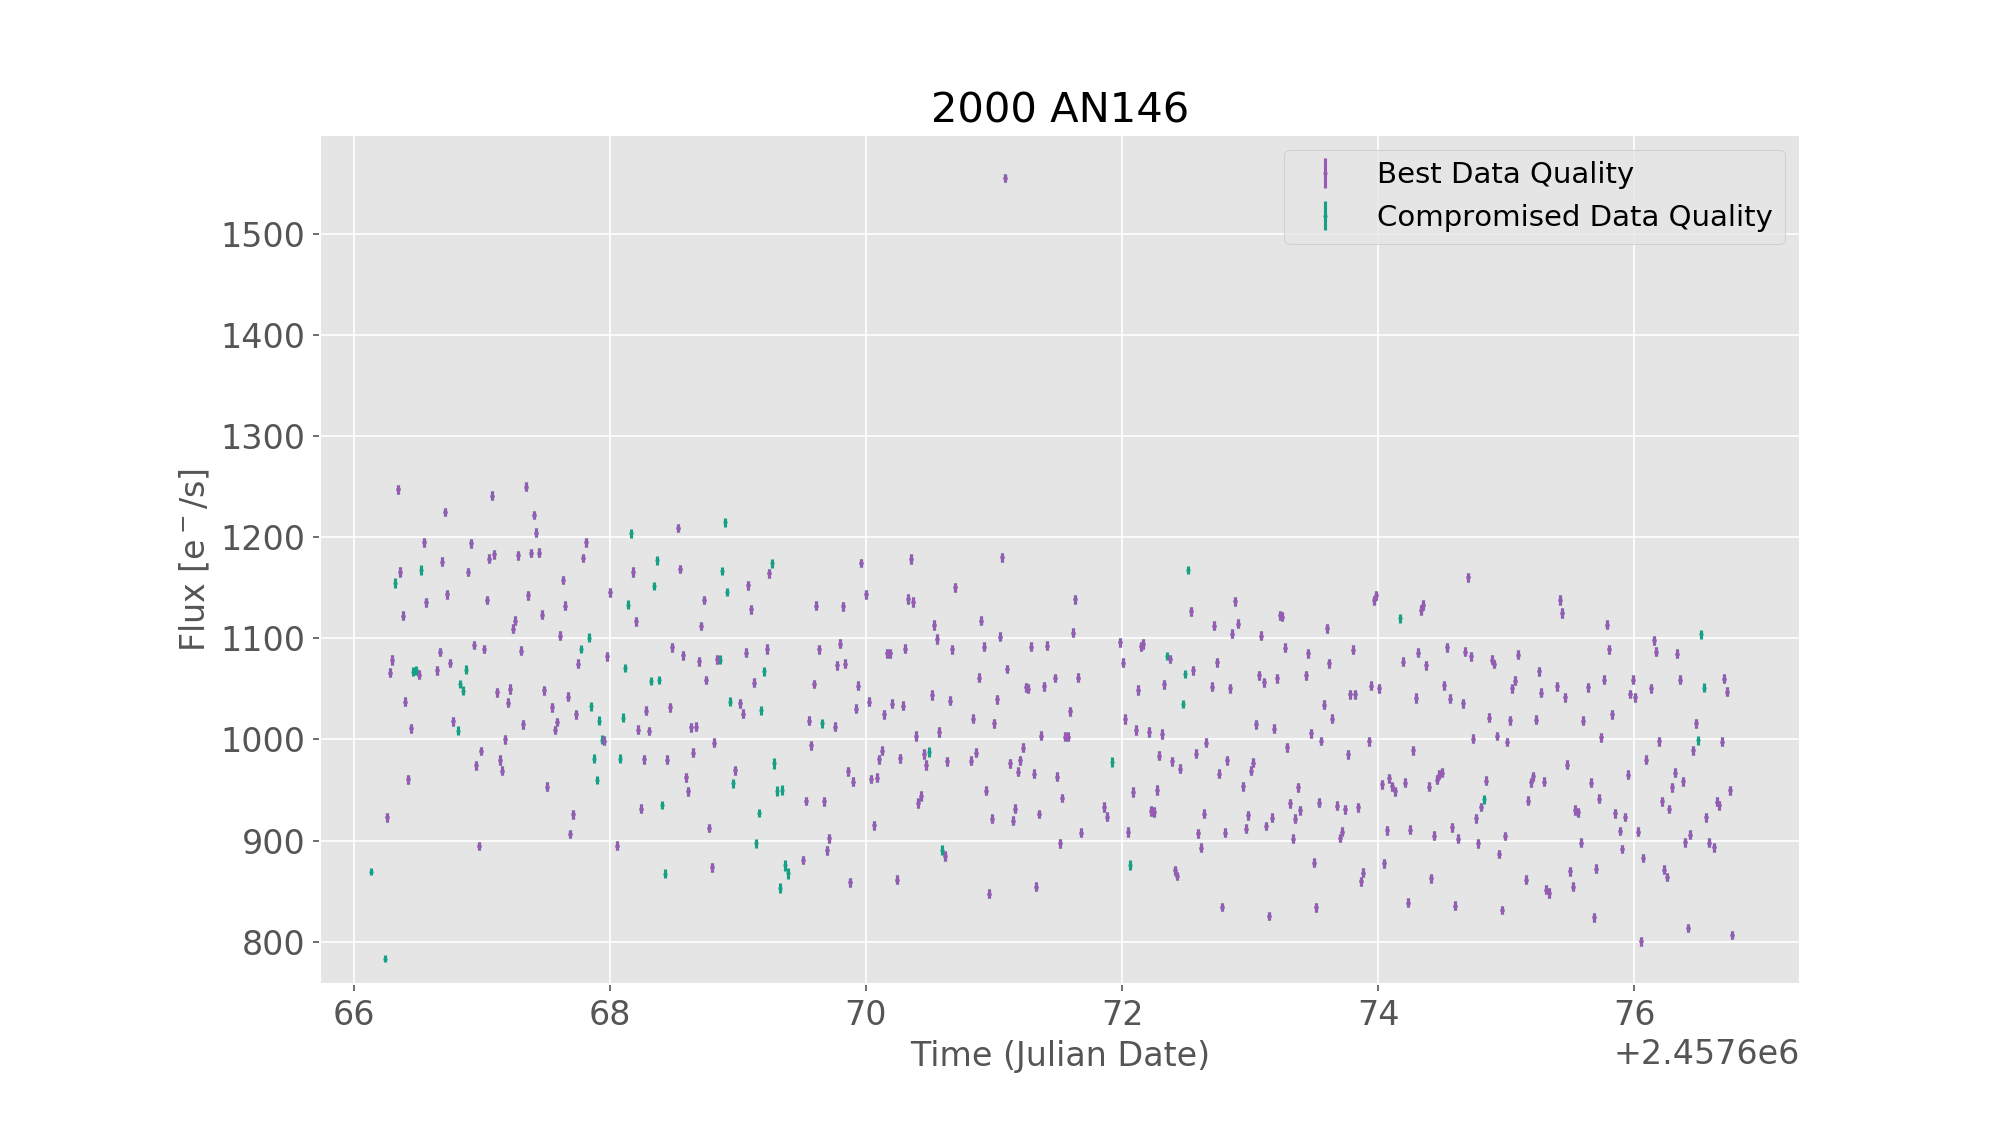 2000 AN146
Best Data Quality
Compromised Data Quality
Flux [e⁻/s]
1500
1400
1300
1200
1100
1000
900
800
66 68 70 72 74 76
Time (Julian Date)
+2.4576e6